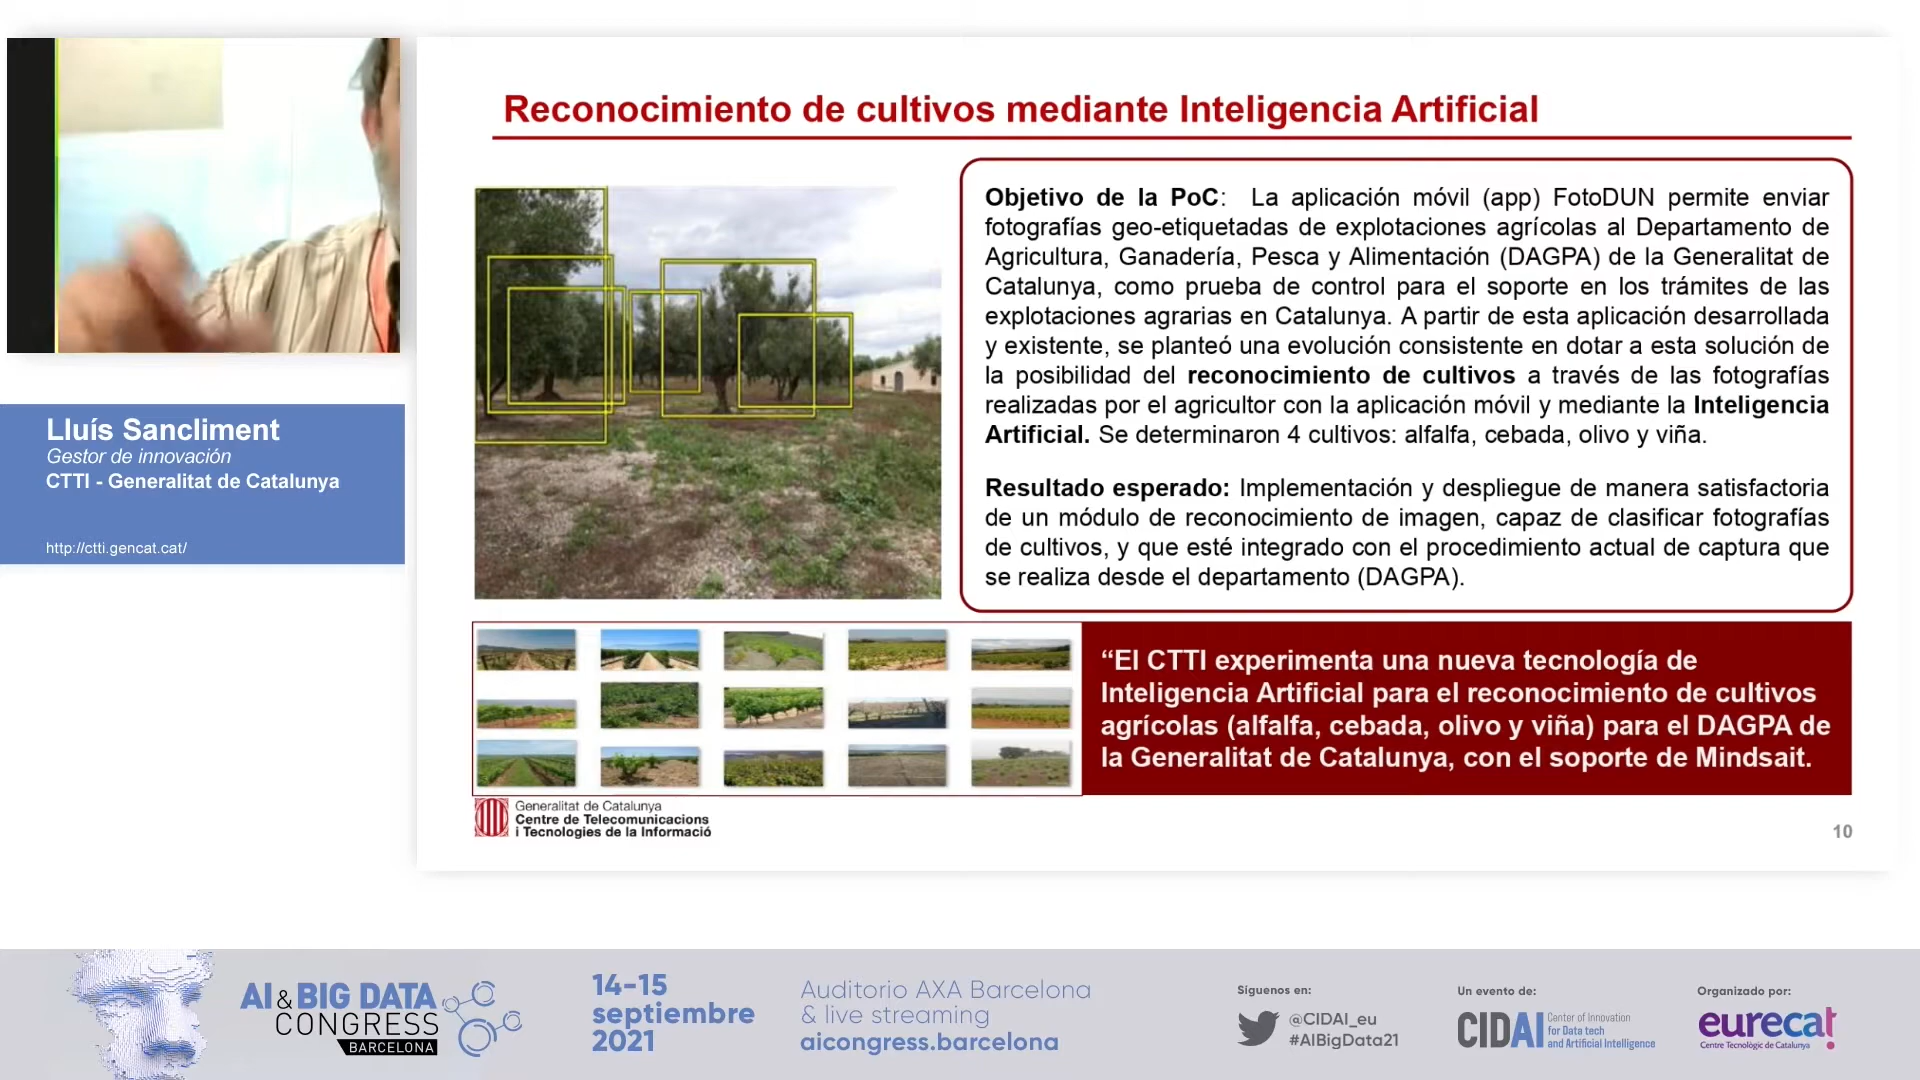 Reconocimiento de cultivos mediante Inteligencia Artificial
Objetivo de la PoC: La aplicación móvil (app) FotoDUN permite enviar
fotografías geo-etiquetadas de explotaciones agrícolas al Departamento de
Agricultura, Ganadería, Pesca y Alimentación (DAGPA) de la Generalitat de
Catalunya, como prueba de control para el soporte en los trámites de las
explotaciones agrarias en Catalunya. A partir de esta aplicación desarrollada
y existente, se planteó una evolución consistente en dotar a esta solución de
la posibilidad del reconocimiento de cultivos a través de las fotografías
realizadas por el agricultor con la aplicación móvil y mediante la Inteligencia
Artificial. Se determinaron 4 cultivos: alfalfa, cebada, olivo y viña.
Resultado esperado: Implementación y despliegue de manera satisfactoria
de un módulo de reconocimiento de imagen, capaz de clasificar fotografías
de cultivos, y que esté integrado con el procedimiento actual de captura que
se realiza desde el departamento (DAGPA).
“El CTTI experimenta una nueva tecnología de
Inteligencia Artificial para el reconocimiento de cultivos
agrícolas (alfalfa, cebada, olivo y viña) para el DAGPA de
la Generalitat de Catalunya, con el soporte de Mindsait.
Generalitat de Catalunya
Centre de Telecomunicacions
i Tecnologies de la Informació
10
Lluís Sancliment
Gestor de innovación
CTTI - Generalitat de Catalunya
http://ctti.gencat.cat/
AI & BIG DATA
CONGRESS
BARCELONA
14-15
septiembre
2021
Auditorio AXA Barcelona
& live streaming
aicongress.barcelona
Síguenos en:
@CIDAI_eu
#AIBigData21
Un evento de:
CIDAI
Center of Innovation
for Data tech
and Artificial Intelligence
Organizado por:
eurecat
Centre Tecnològic de Catalunya